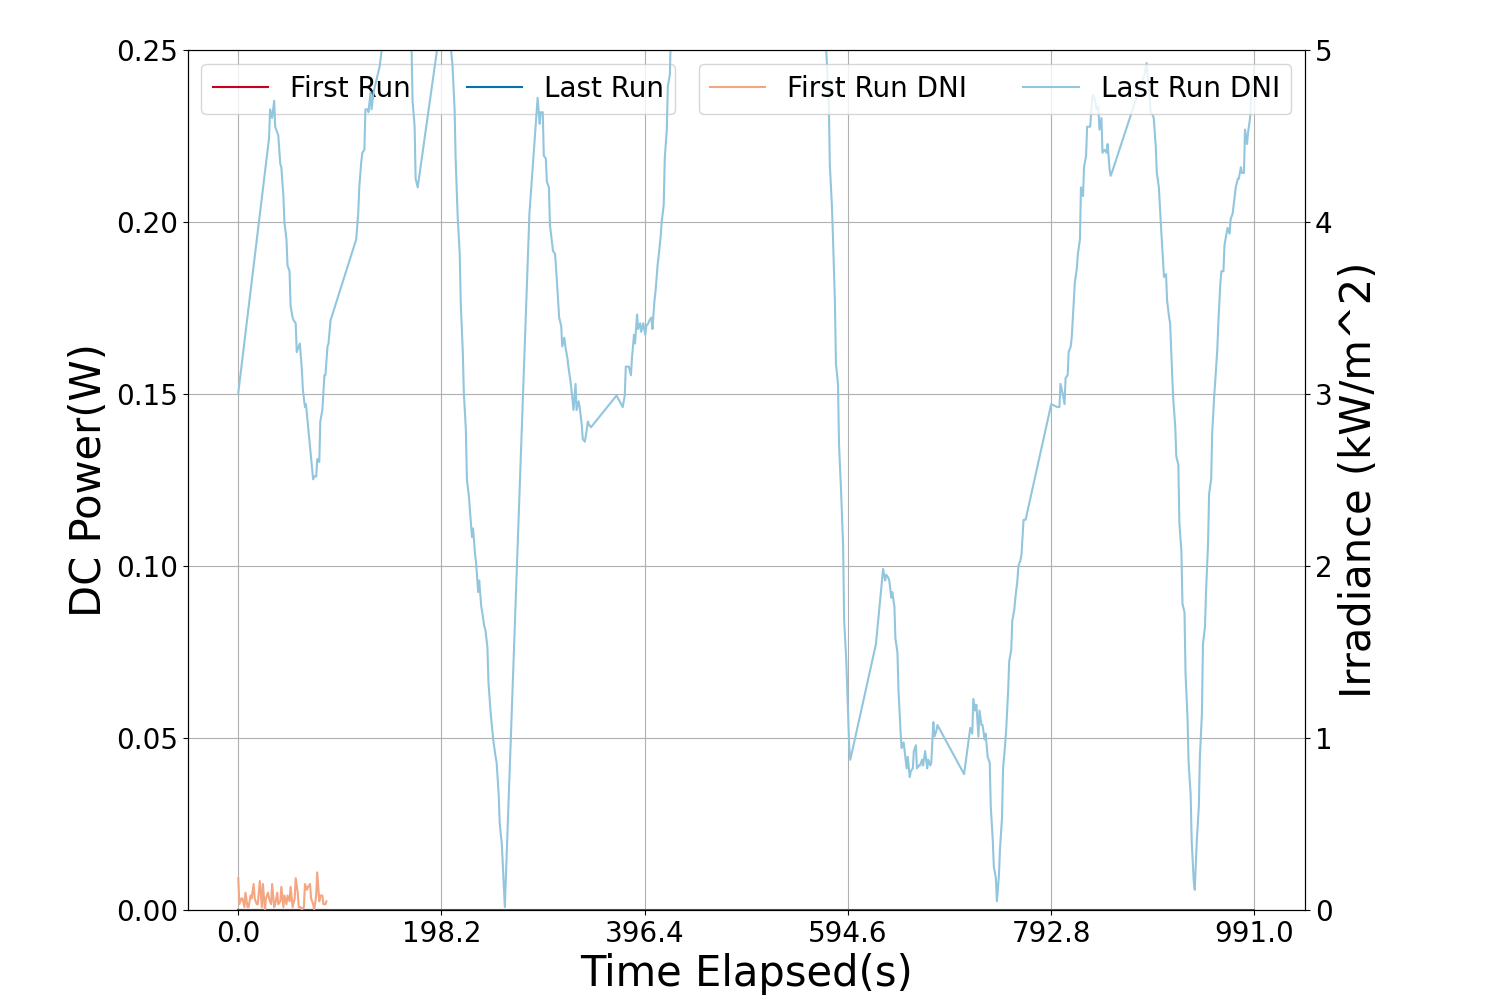 First Run
Last Run
First Run DNI
Last Run DNI
DC Power(W)
0.25
0.20
0.15
0.10
0.05
0.00
5
4
3
2
1
0
Irradiance (kW/m^2)
0.0
198.2
396.4
594.6
792.8
991.0
Time Elapsed(s)